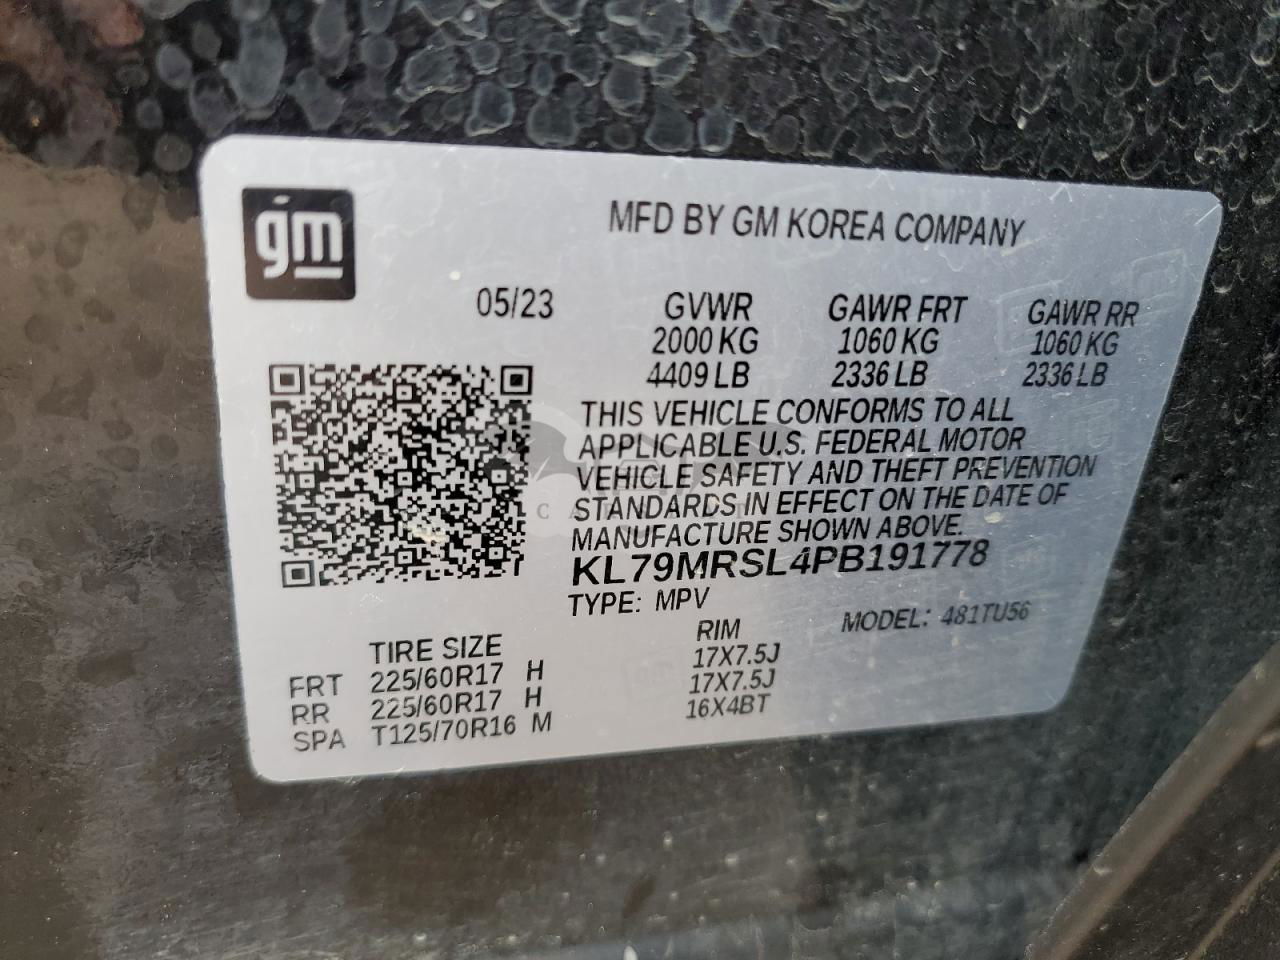 gm
MFD BY GM KOREA COMPANY
05/23 GVWR GAWR FRT GAWR RR
2000 KG 1060 KG 1060 KG
4409 LB 2336 LB 2336 LB
THIS VEHICLE CONFORMS TO ALL
APPLICABLE U.S. FEDERAL MOTOR
VEHICLE SAFETY AND THEFT PREVENTION
STANDARDS IN EFFECT ON THE DATE OF
MANUFACTURE SHOWN ABOVE.
KL79MRSL4PB191778
TYPE: MPV
MODEL: 481TU56
TIRE SIZE RIM
FRT 225/60R17 H 17X7.5J
RR 225/60R17 H 17X7.5J
SPA T125/70R16 M 16X4BT